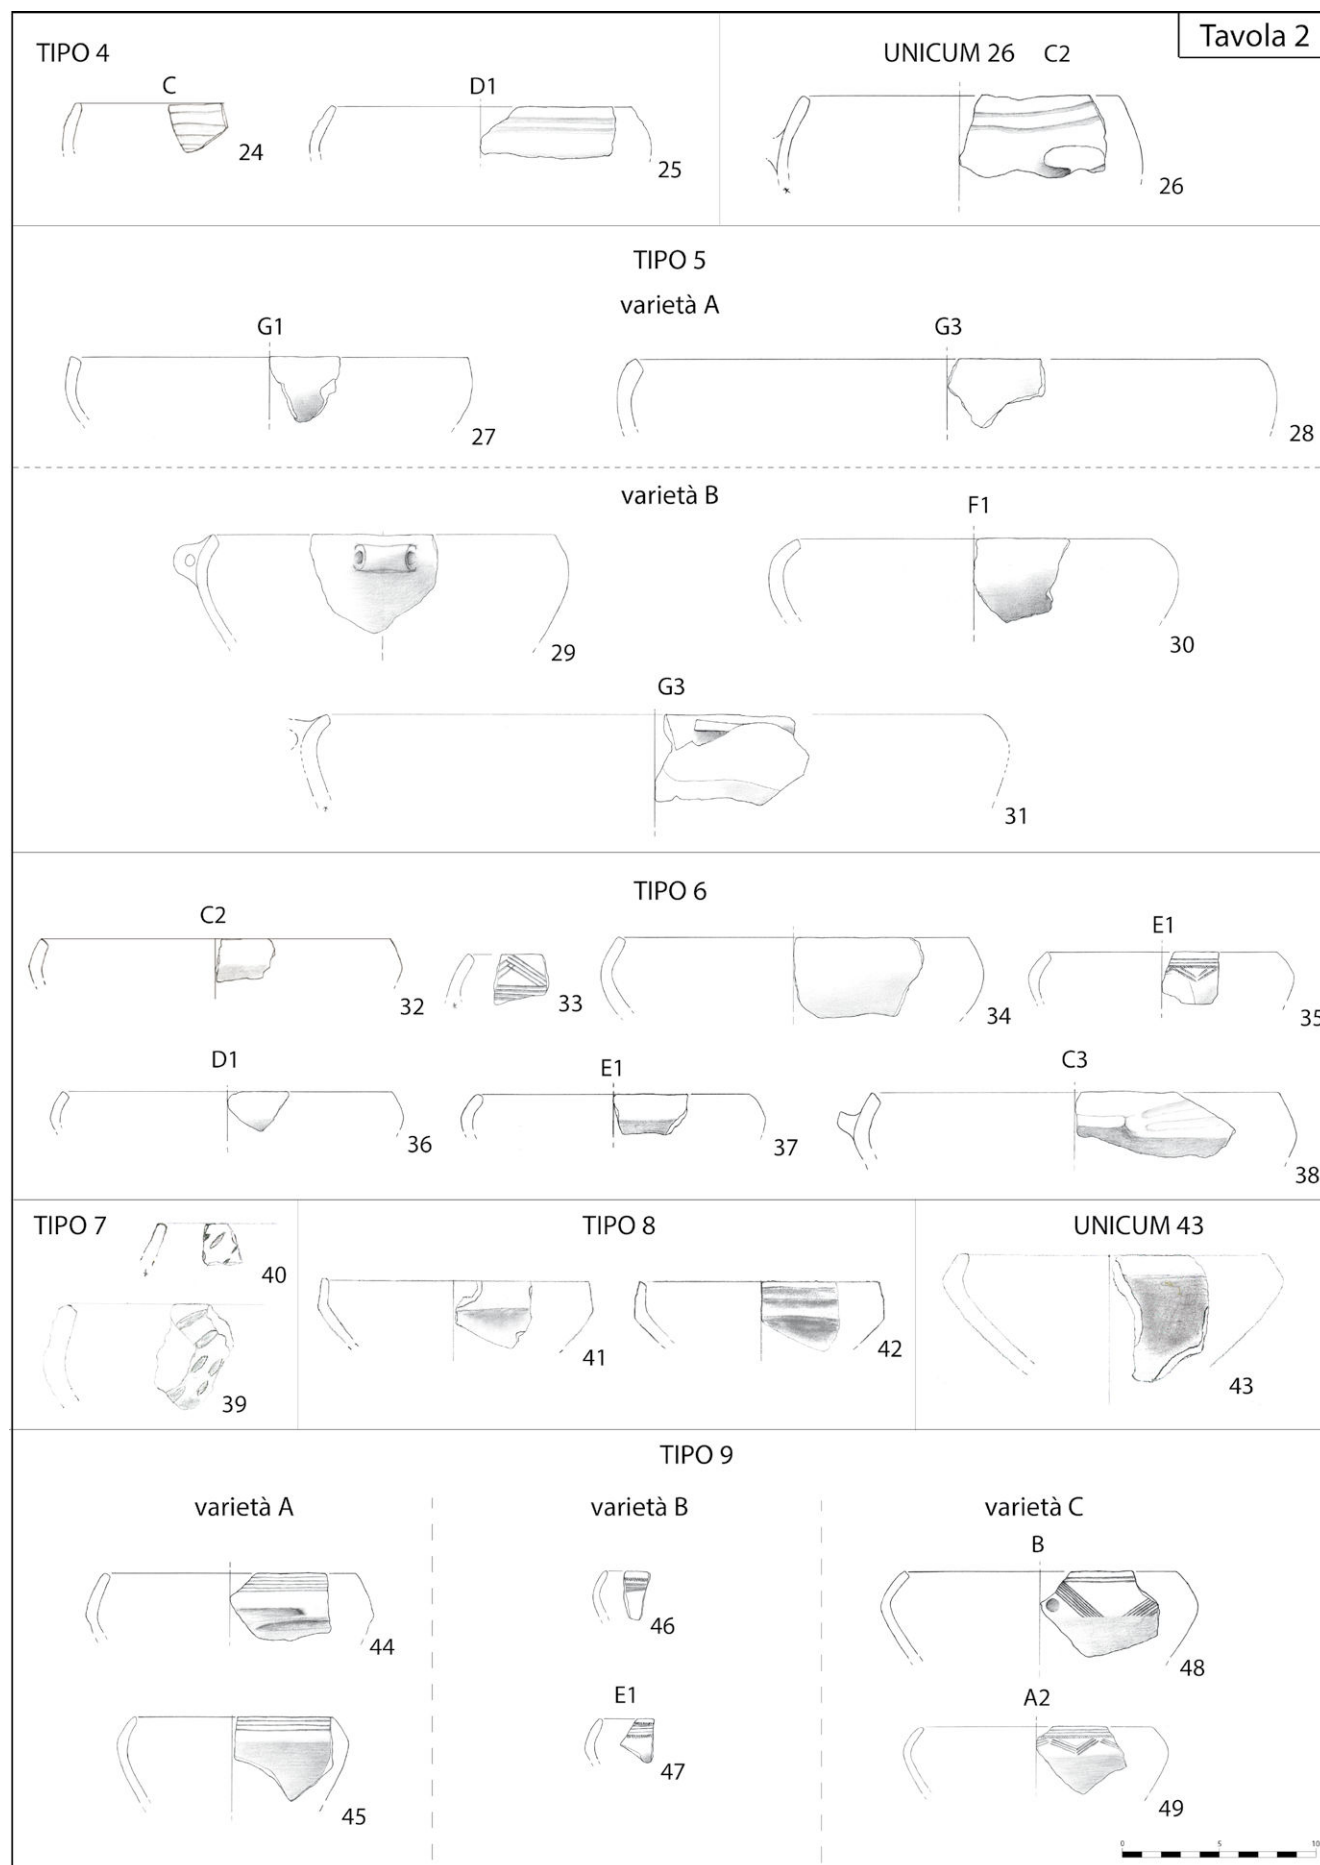 Tavola 2
TIPO 4
C
24
D1
25
UNICUM 26 C2
26
TIPO 5
varietà A
G1
27
G3
28
varietà B
29
F1
30
G3
31
TIPO 6
C2
32
33
34
E1
35
D1
36
E1
37
C3
38
TIPO 7
40
39
TIPO 8
41
42
UNICUM 43
43
TIPO 9
varietà A
44
45
varietà B
46
E1
47
varietà C
B
48
A2
49
0 5 10